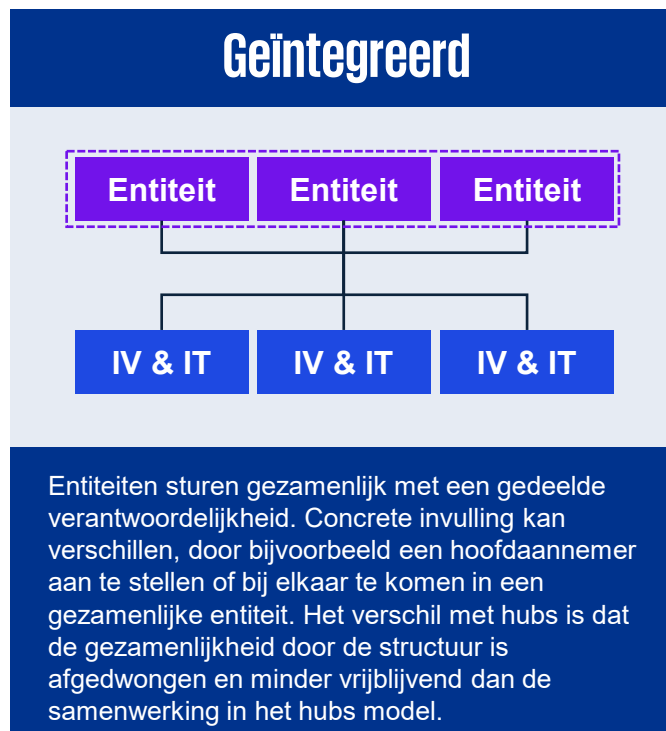 Geïntegreerd
Entiteit Entiteit Entiteit
IV & IT IV & IT IV & IT
Entiteiten sturen gezamenlijk met een gedeelde
verantwoordelijkheid. Concrete invulling kan
verschillen, door bijvoorbeeld een hoofdaannemer
aan te stellen of bij elkaar te komen in een
gezamenlijke entiteit. Het verschil met hubs is dat
de gezamenlijkheid door de structuur is
afgedwongen en minder vrijblijvend dan de
samenwerking in het hubs model.